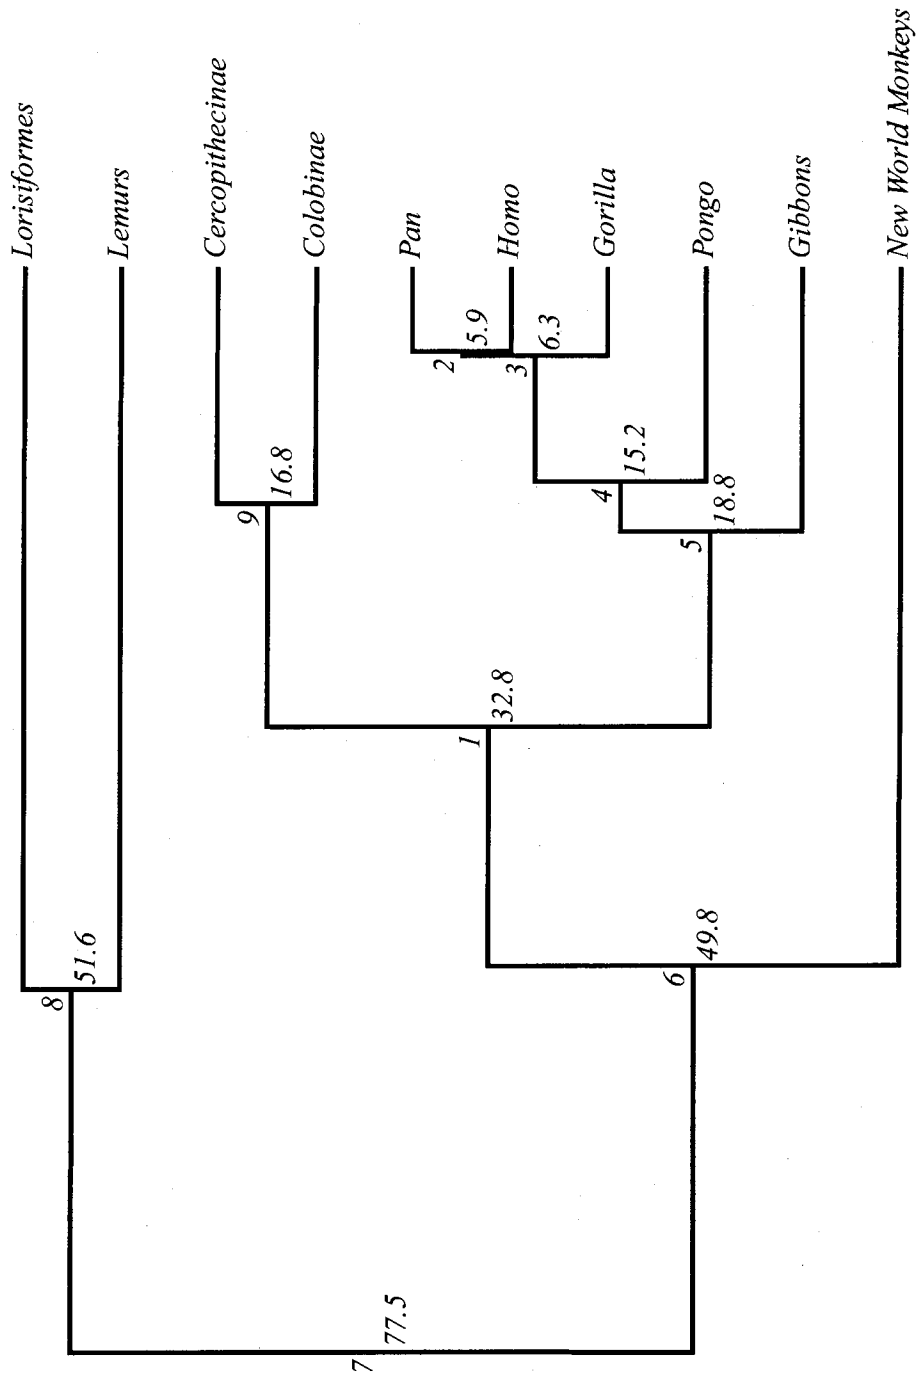 Lorisiformes
Lemurs
Cercopithecinae
Colobinae
Pan
Homo
Gorilla
Pongo
Gibbons
New World Monkeys
2
5.9
3
6.3
4
15.2
9
16.8
5
18.8
1
32.8
6
49.8
8
51.6
7
77.5